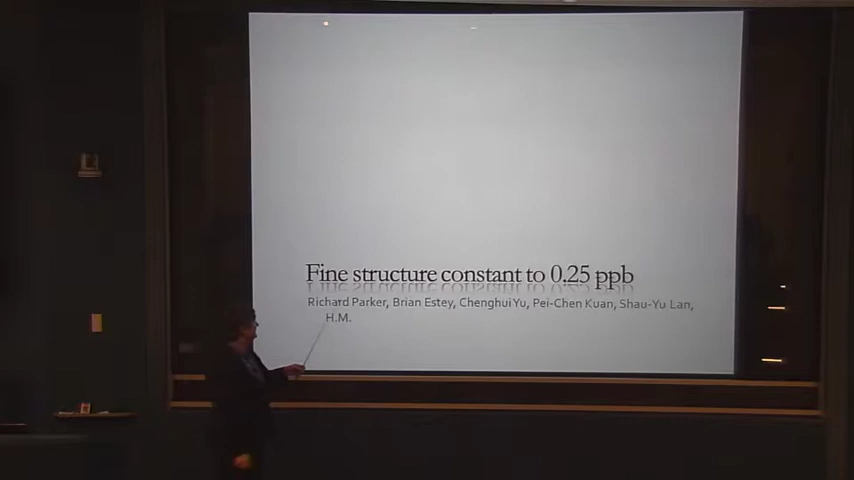 Fine structure constant to 0.25 ppb
Richard Parker, Brian Estey, Chenghui Yu, Pei-Chen Kuan, Shau-Yu Lan,
H.M.